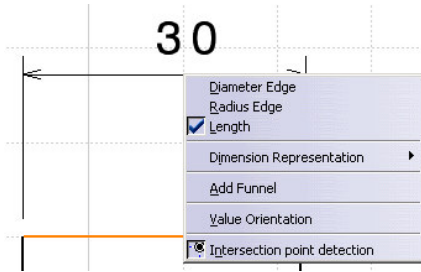 30
Diameter Edge
Radius Edge
Length
Dimension Representation
Add Funnel
Value Orientation
Intersection point detection